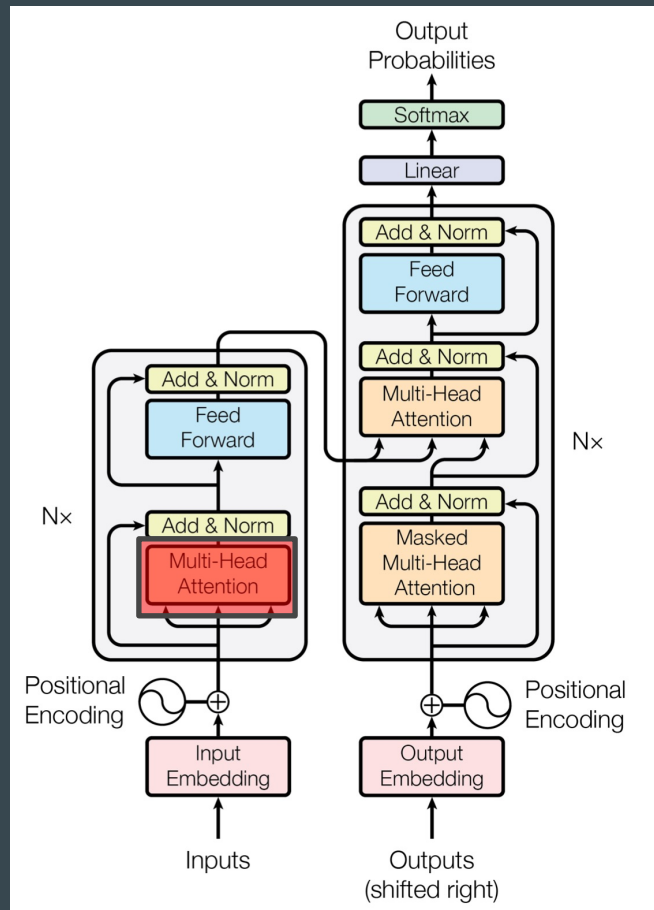 Output
Probabilities
Softmax
Linear
Add & Norm
Feed
Forward
Add & Norm
Multi-Head
Attention
Nx
Add & Norm
Masked
Multi-Head
Attention
Add & Norm
Feed
Forward
Nx
Add & Norm
Multi-Head
Attention
Positional
Encoding
Positional
Encoding
Input
Embedding
Output
Embedding
Inputs
Outputs
(shifted right)